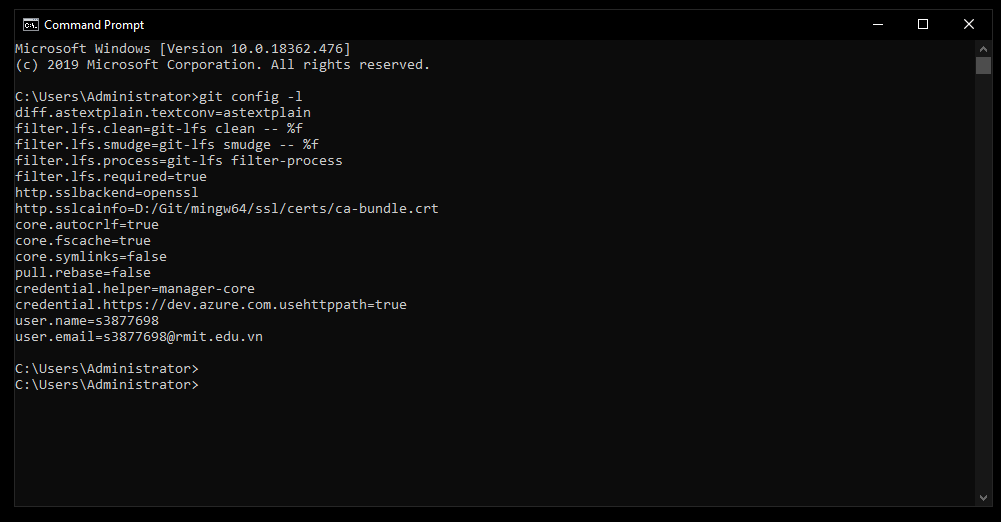 Command Prompt
Microsoft Windows [Version 10.0.18362.476]
(c) 2019 Microsoft Corporation. All rights reserved.
C:\Users\Administrator>git config -l
diff.astextplain.textconv=astextplain
filter.lfs.clean=git-lfs clean -- %f
filter.lfs.smudge=git-lfs smudge -- %f
filter.lfs.process=git-lfs filter-process
filter.lfs.required=true
http.sslbackend=openssl
http.sslcainfo=D:/Git/mingw64/ssl/certs/ca-bundle.crt
core.autocrlf=true
core.fscache=true
core.symlinks=false
pull.rebase=false
credential.helper=manager-core
credential.https://dev.azure.com.usehttppath=true
user.name=s3877698
user.email=s3877698@rmit.edu.vn
C:\Users\Administrator>
C:\Users\Administrator>